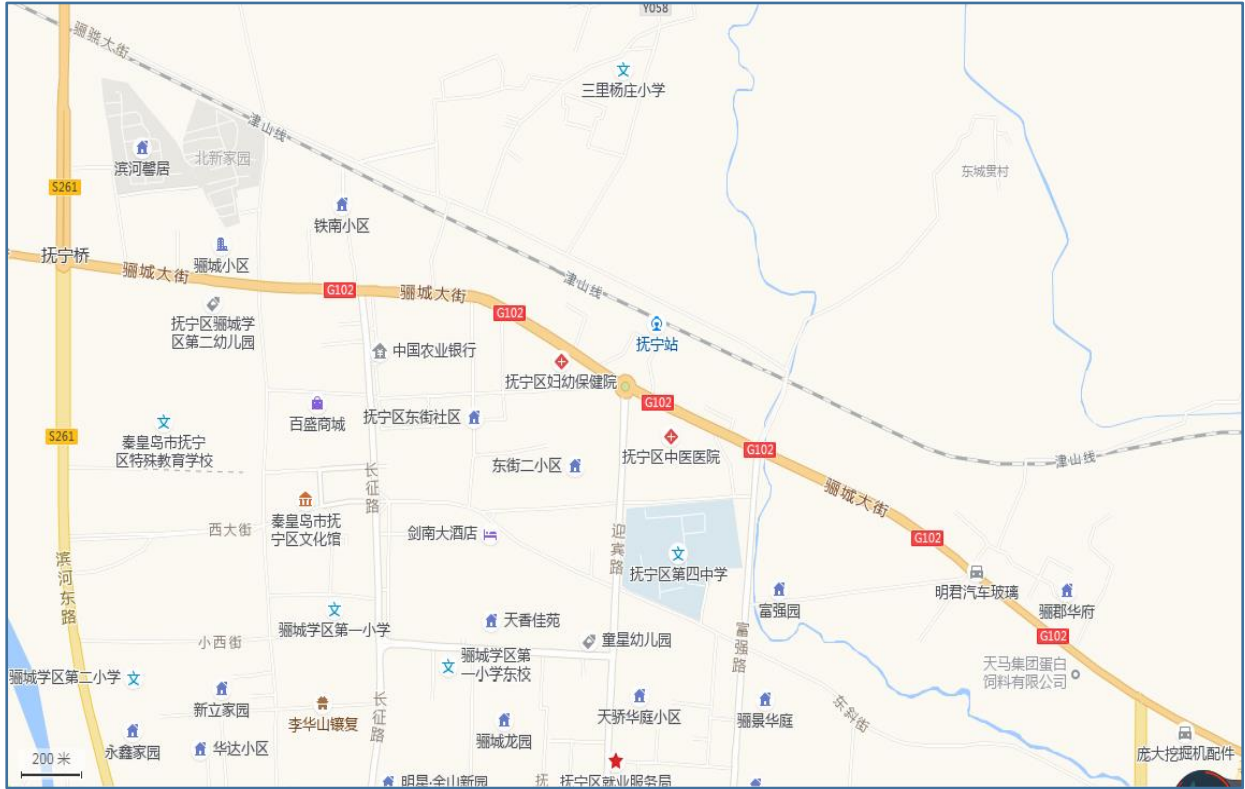 Y058
骊骁大街
三里杨庄小学
津山线
北新家园
滨河馨居
东城贯村
S261
铁南小区
抚宁桥
骊城小区
骊城大街
G102
骊城大街
津山线
G102
抚宁区骊城学
区第二幼儿园
抚宁站
中国农业银行
抚宁区妇幼保健院
G102
百盛商城
抚宁区东街社区
S261
秦皇岛市抚宁
区特殊教育学校
抚宁区中医医院
G102
东街二小区
津山线
长征路
骊城大街
秦皇岛市抚
宁区文化馆
西大街
剑南大酒店
迎宾路
G102
抚宁区第四中学
滨河东路
明君汽车玻璃
富强园
骊郡华府
骊城学区第一小学
天香佳苑
小西街
童星幼儿园
富强路
G102
骊城学区第
一小学东校
骊城学区第二小学
天马集团蛋白
饲料有限公司
新立家园
长征路
李华山镶复
天骄华庭小区
骊景华庭
东斜街
永鑫家园
华达小区
骊城龙园
庞大挖掘机配件
200 米
明星·金山新园
抚
抚宁区就业服务局